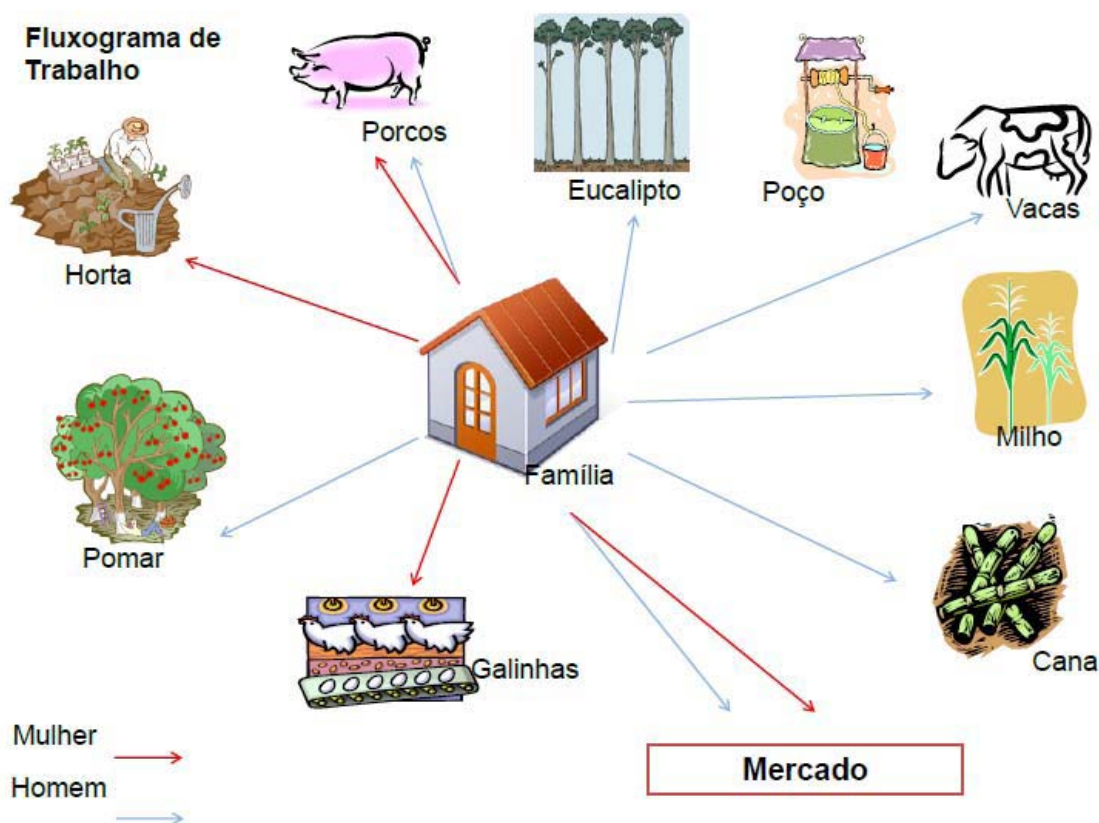 Fluxograma de
Trabalho
Porcos
Eucalipto
Poço
Vacas
Horta
Milho
Família
Pomar
Galinhas
Cana
Mulher
Homem
Mercado